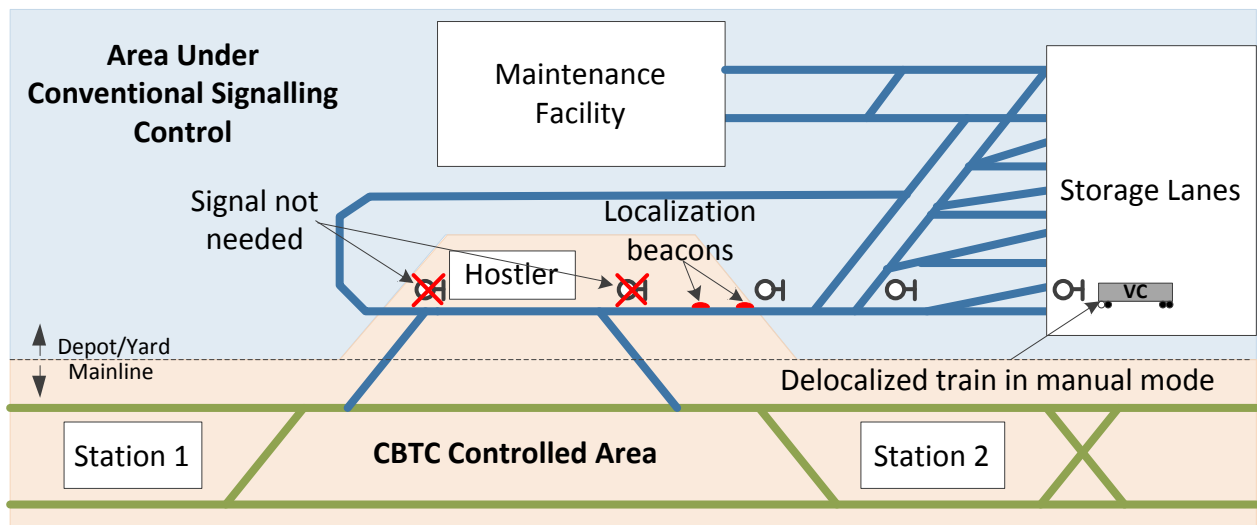 Area Under
Conventional Signalling
Control
Maintenance
Facility
Storage Lanes
Signal not
needed
Localization
beacons
Hostler
VC
Depot/Yard
Mainline
Delocalized train in manual mode
Station 1
CBTC Controlled Area
Station 2